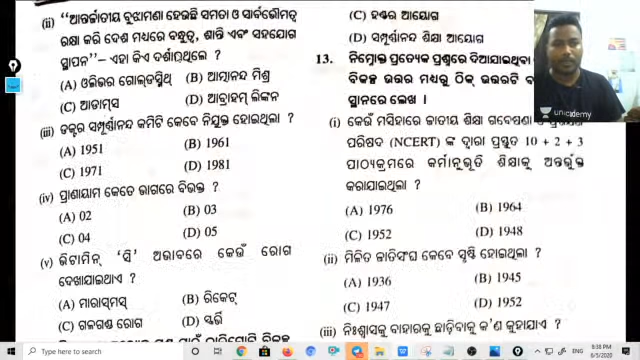 (ii) “ଆନ୍ତର୍ଜାତୀୟ ବୁଝାମଣା ହେଉଛି ସମତା ଓ ସାର୍ବଭୌମତ୍ୱ
ରକ୍ଷା କରି ଦେଶ ମଧ୍ୟରେ ବନ୍ଧୁତ୍ୱ, ଶାନ୍ତି ଏବଂ ସହଯୋଗ
ସ୍ଥାପନ” – ଏହା କିଏ ଦର୍ଶାଇଥିଲେ ?
(A) ଓଲିଭର ଗୋଲ୍ଡସ୍ମିଥ୍ (B) ଆତ୍ମାନନ୍ଦ ମିଶ୍ର
(C) ଆଡାମ୍‌ସ (D) ଆବ୍ରାହମ୍ ଲିଙ୍କନ
(iii) ଡକ୍ଟର ସମ୍ପୂର୍ଣ୍ଣାନନ୍ଦ କମିଟି କେବେ ନିଯୁକ୍ତ ହୋଇଥିଲା ?
(A) 1951 (B) 1961
(C) 1971 (D) 1981
(iv) ପ୍ରାଣାୟାମ କେତେ ଭାଗରେ ବିଭକ୍ତ ?
(A) 02 (B) 03
(C) 04 (D) 05
(v) ଭିଟାମିନ୍ ‘ସି’ ଅଭାବରେ କେଉଁ ରୋଗ
ଦେଖାଯାଇଥାଏ ?
(A) ମାରାସ୍‌ମସ୍ (B) ରିକେଟ୍
(C) ଗଳଗଣ୍ଡ ରୋଗ (D) ସ୍କର୍ଭି
(C) ହଣ୍ଟର ଆୟୋଗ
(D) ସମ୍ପୂର୍ଣ୍ଣାନନ୍ଦ ଶିକ୍ଷା ଆୟୋଗ
13. ନିମ୍ନୋକ୍ତ ପ୍ରତ୍ୟେକ ପ୍ରଶ୍ନରେ ଦିଆଯାଇଥିବା
ବିକଳ୍ପ ଉତ୍ତର ମଧ୍ୟରୁ ଠିକ୍ ଉତ୍ତରଟି
ସ୍ଥାନରେ ଲେଖ ।
(i) କେଉଁ ମସିହାରେ ଜାତୀୟ ଶିକ୍ଷା ଗବେଷଣା ଓ ପ୍ରଶିକ୍ଷଣ
ପରିଷଦ (NCERT) ଙ୍କ ଦ୍ୱାରା ପ୍ରସ୍ତୁତ 10 + 2 + 3
ପାଠ୍ୟକ୍ରମରେ କର୍ମାନୁଭୂତି ଶିକ୍ଷାକୁ ଅନ୍ତର୍ଭୁକ୍ତ
କରାଯାଇଥିଲା ?
(A) 1976 (B) 1964
(C) 1952 (D) 1948
(ii) ମିଳିତ ଜାତିସଂଘ କେବେ ସୃଷ୍ଟି ହୋଇଥିଲା ?
(A) 1936 (B) 1945
(C) 1947 (D) 1952
(iii) ନିଃଶ୍ୱାସକୁ ବାହାରକୁ ଛାଡ଼ିବାକୁ କ'ଣ କୁହାଯାଏ ?
unacademy
Type here to search
ENG
9:38 PM
6/5/2020